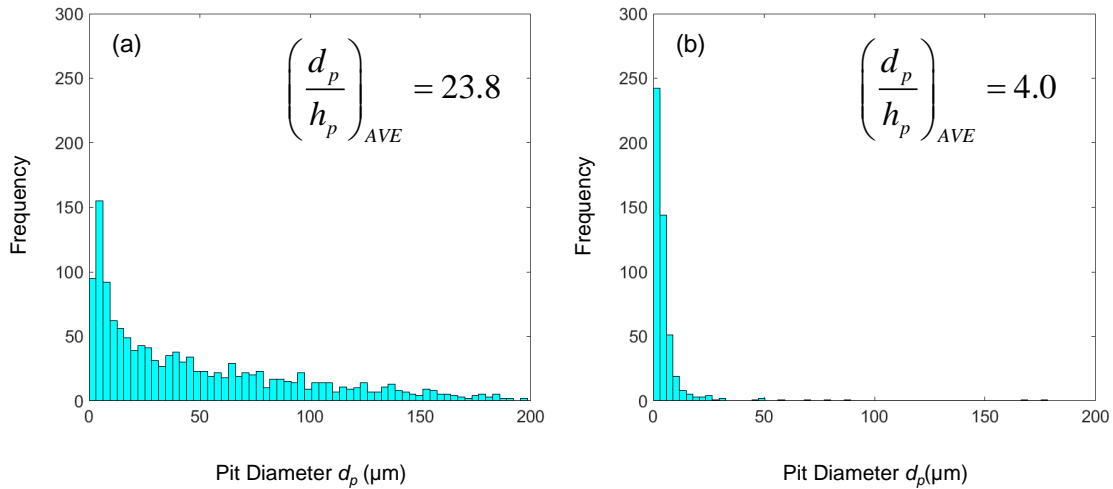 (a)
(d_p / h_p)_AVE = 23.8
300
250
200
150
100
50
0
Frequency
0 50 100 150 200
Pit Diameter d_p (µm)
(b)
(d_p / h_p)_AVE = 4.0
300
250
200
150
100
50
0
Frequency
0 50 100 150 200
Pit Diameter d_p(µm)